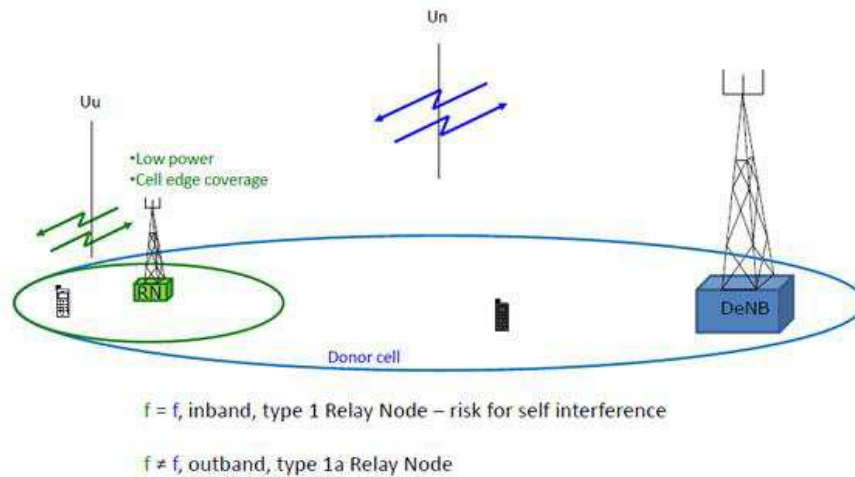 Un
Uu
•Low power
•Cell edge coverage
RN
DeNB
Donor cell
f = f, inband, type 1 Relay Node – risk for self interference
f ≠ f, outband, type 1a Relay Node